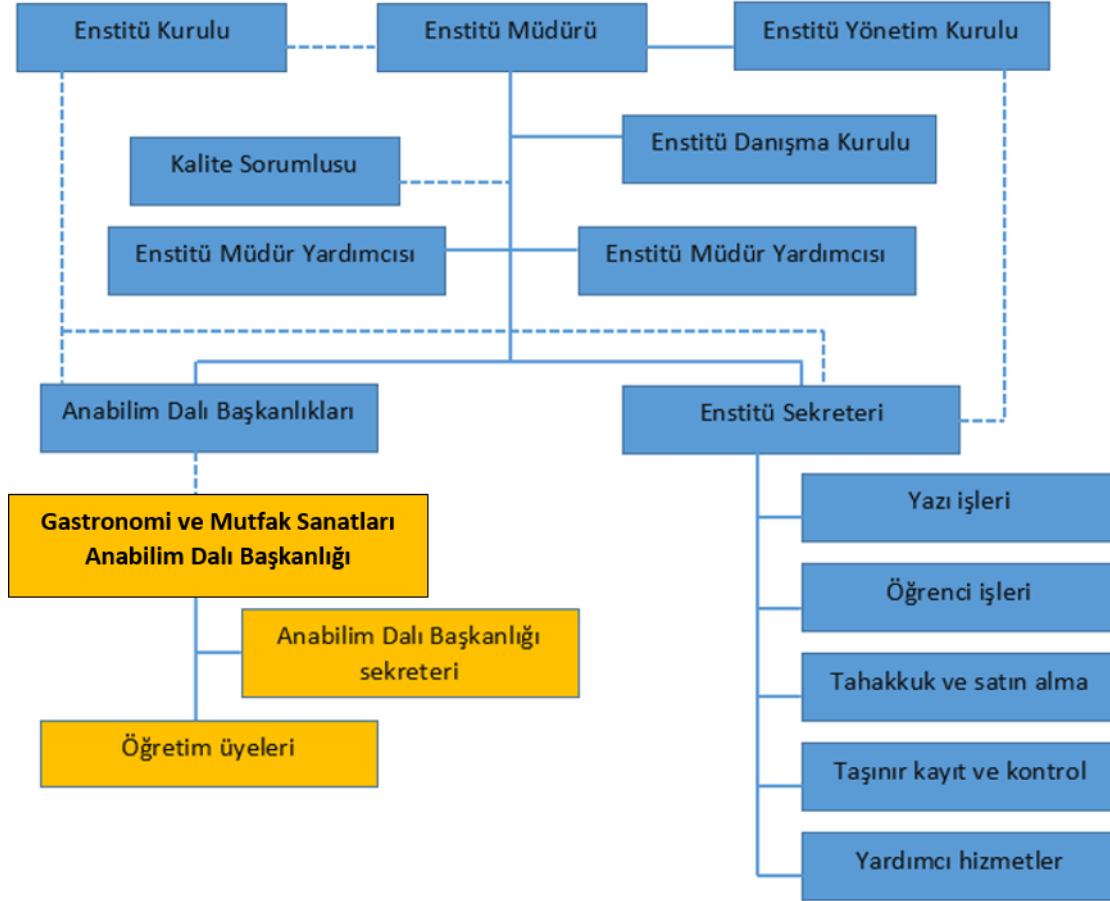 Enstitü Kurulu
Enstitü Müdürü
Enstitü Yönetim Kurulu
Enstitü Danışma Kurulu
Kalite Sorumlusu
Enstitü Müdür Yardımcısı
Enstitü Müdür Yardımcısı
Anabilim Dalı Başkanlıkları
Enstitü Sekreteri
Gastronomi ve Mutfak Sanatları
Anabilim Dalı Başkanlığı
Anabilim Dalı Başkanlığı
sekreteri
Öğretim üyeleri
Yazı işleri
Öğrenci işleri
Tahakkuk ve satın alma
Taşınır kayıt ve kontrol
Yardımcı hizmetler